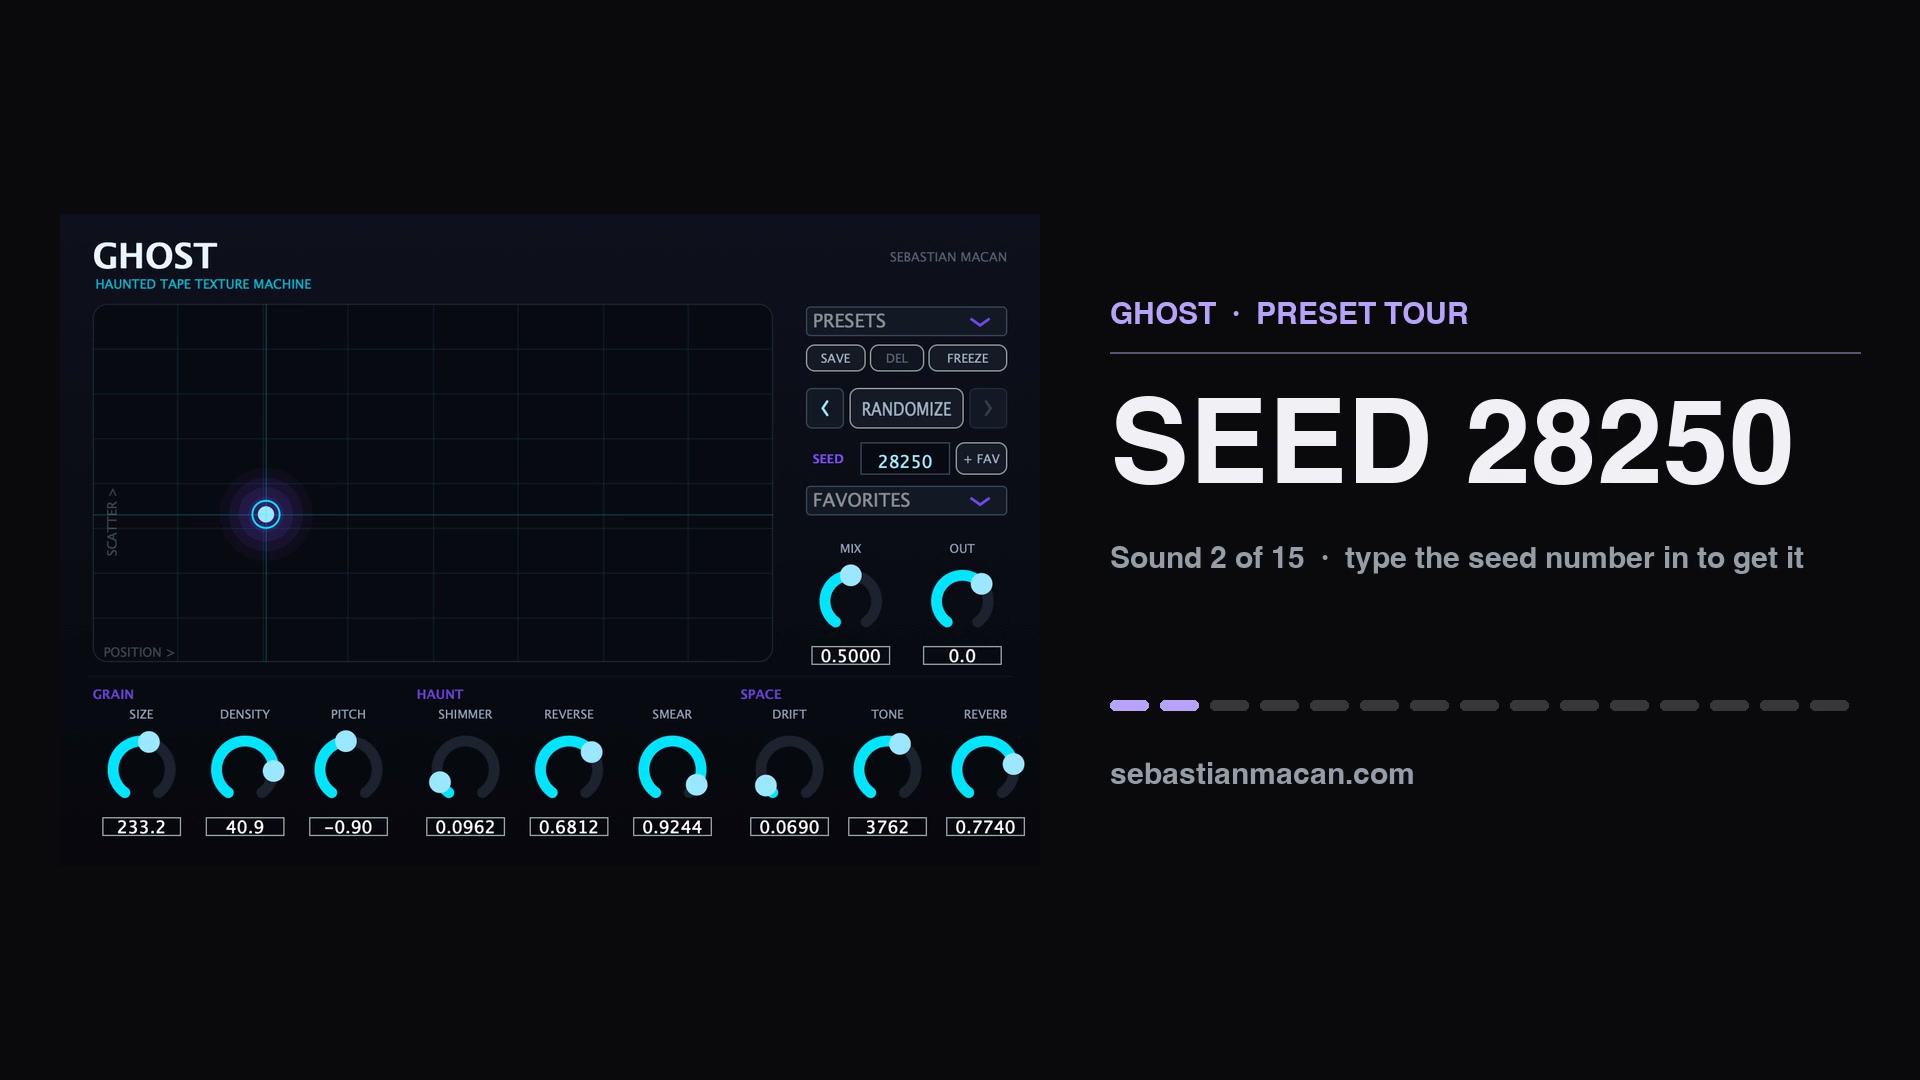 GHOST
SEBASTIAN MACAN
HAUNTED TAPE TEXTURE MACHINE
SCATTER >
POSITION >
PRESETS
SAVE DEL FREEZE
RANDOMIZE
SEED 28250 + FAV
FAVORITES
MIX OUT
0.5000 0.0
GRAIN HAUNT SPACE
SIZE DENSITY PITCH SHIMMER REVERSE SMEAR DRIFT TONE REVERB
233.2 40.9 −0.90 0.0962 0.6812 0.9244 0.0690 3762 0.7740
GHOST · PRESET TOUR
SEED 28250
Sound 2 of 15 · type the seed number in to get it
sebastianmacan.com